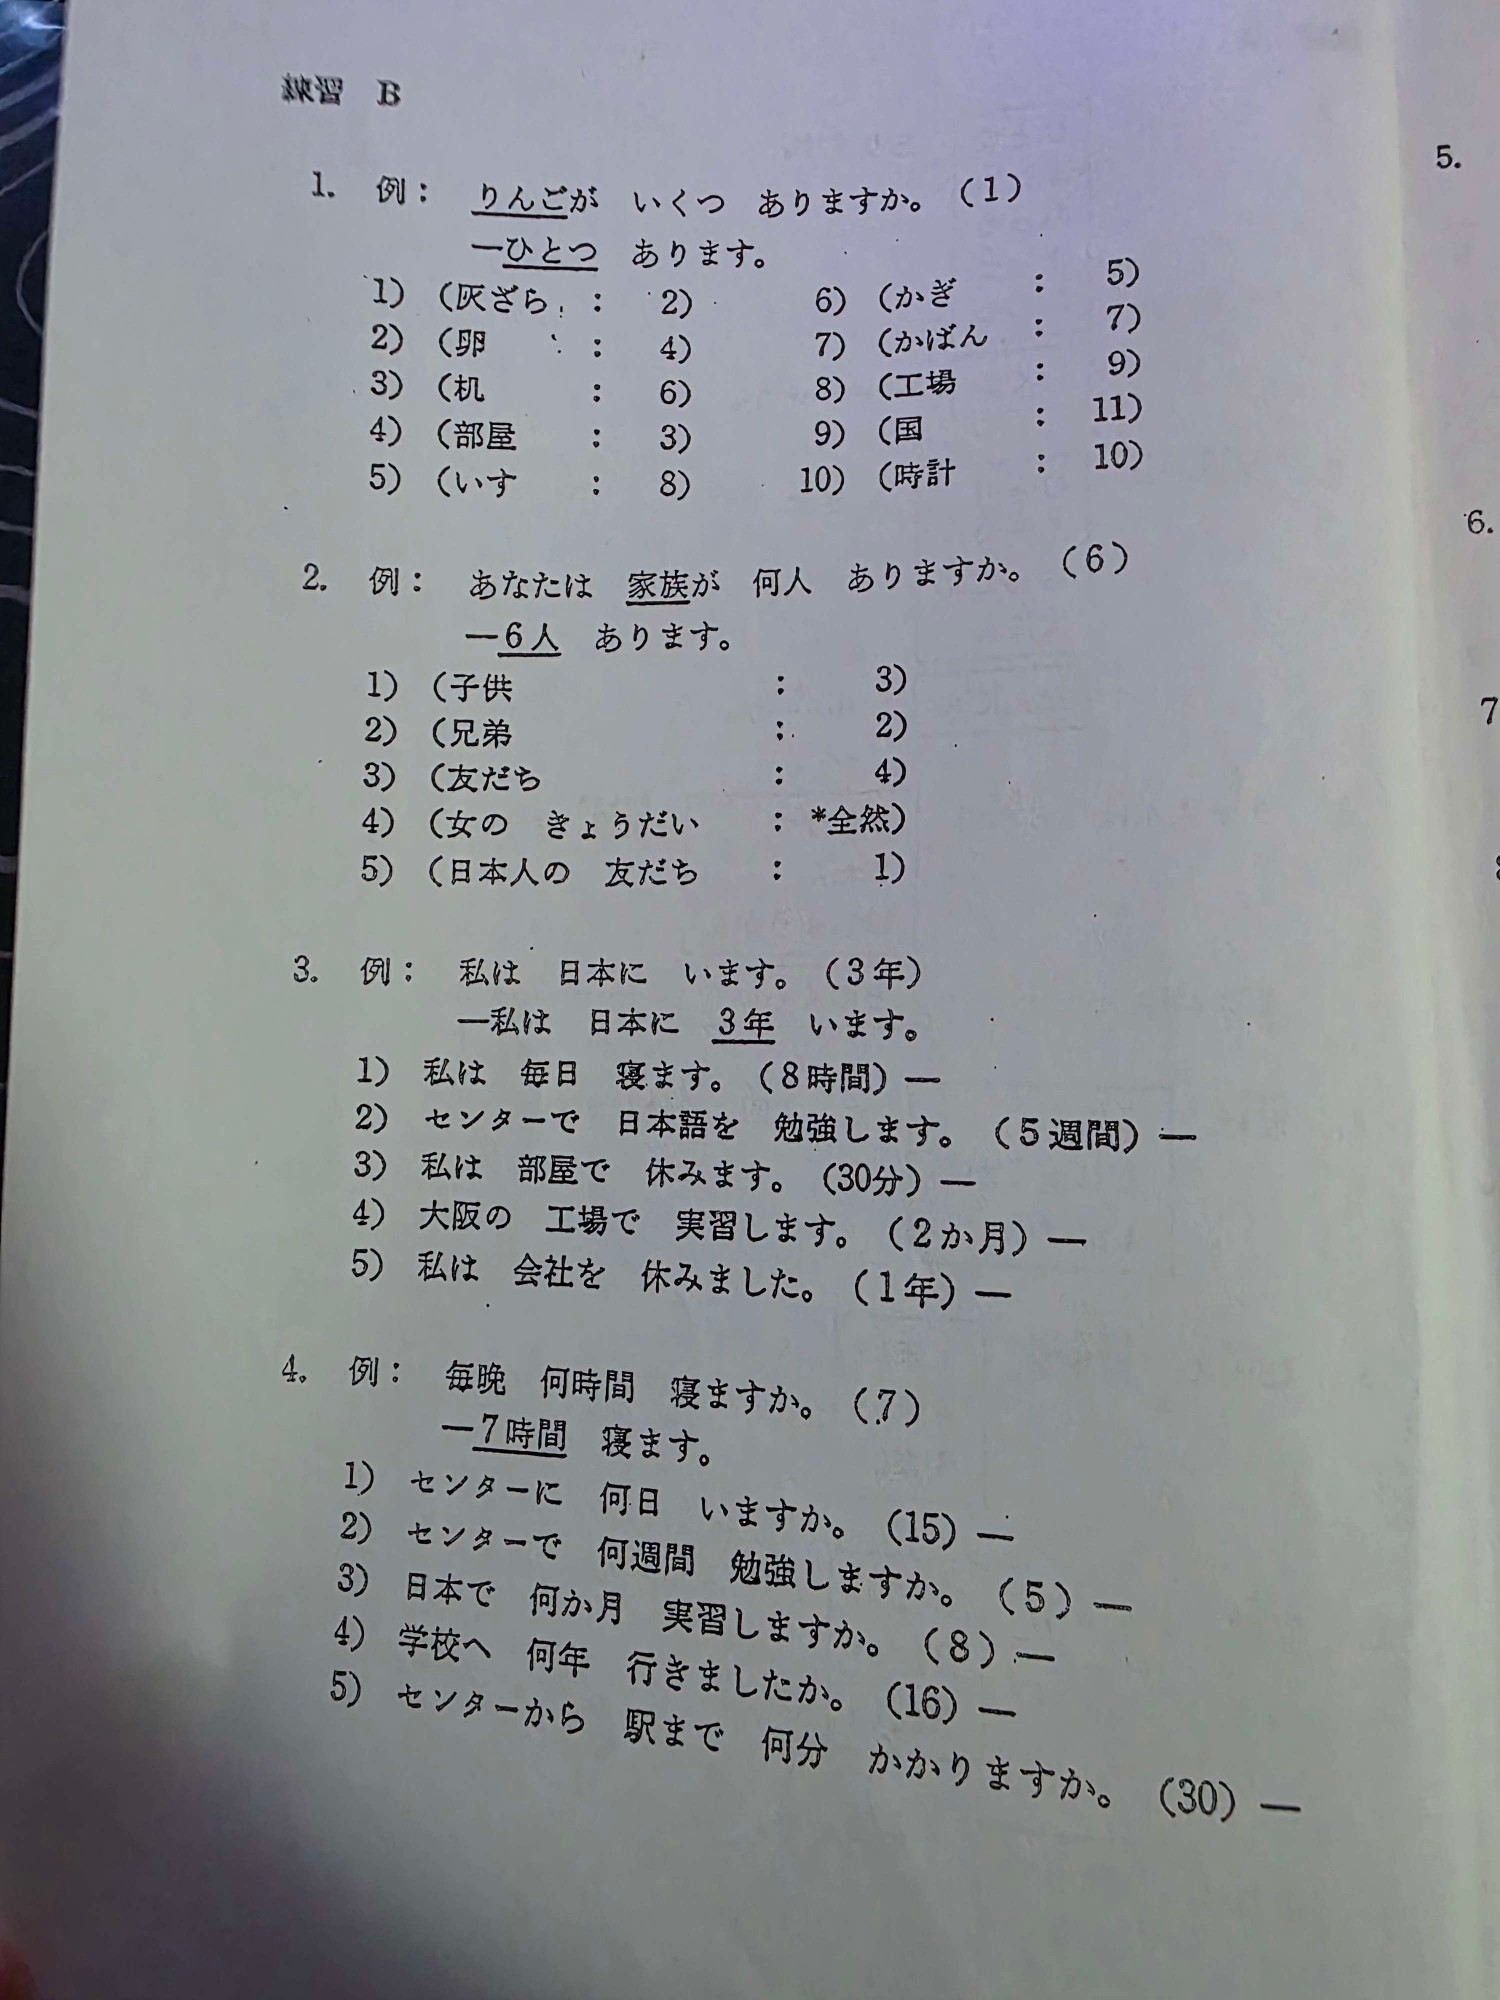 練習 B
1. 例： りんごが いくつ ありますか。（1）
―ひとつ あります。
1) （灰ざら ： 2)
2) （卵 ： 4)
3) （机 ： 6)
4) （部屋 ： 3)
5) （いす ： 8)
6) （かぎ ： 5)
7) （かばん ： 7)
8) （工場 ： 9)
9) （国 ： 11)
10) （時計 ： 10)
2. 例： あなたは 家族が 何人 ありますか。（6）
―6人 あります。
1) （子供 ： 3)
2) （兄弟 ： 2)
3) （友だち ： 4)
4) （女の きょうだい ： *全然)
5) （日本人の 友だち ： 1)
3. 例： 私は 日本に います。（3年）
―私は 日本に 3年 います。
1) 私は 毎日 寝ます。（8時間）―
2) センターで 日本語を 勉強します。（5週間）―
3) 私は 部屋で 休みます。（30分）―
4) 大阪の 工場で 実習します。（2か月）―
5) 私は 会社を 休みました。（1年）―
4. 例： 毎晩 何時間 寝ますか。（7）
―7時間 寝ます。
1) センターに 何日 いますか。（15）―
2) センターで 何週間 勉強しますか。（5）―
3) 日本で 何か月 実習しますか。（8）―
4) 学校へ 何年 行きましたか。（16）―
5) センターから 駅まで 何分 かかりますか。（30）―
5.
6.
7